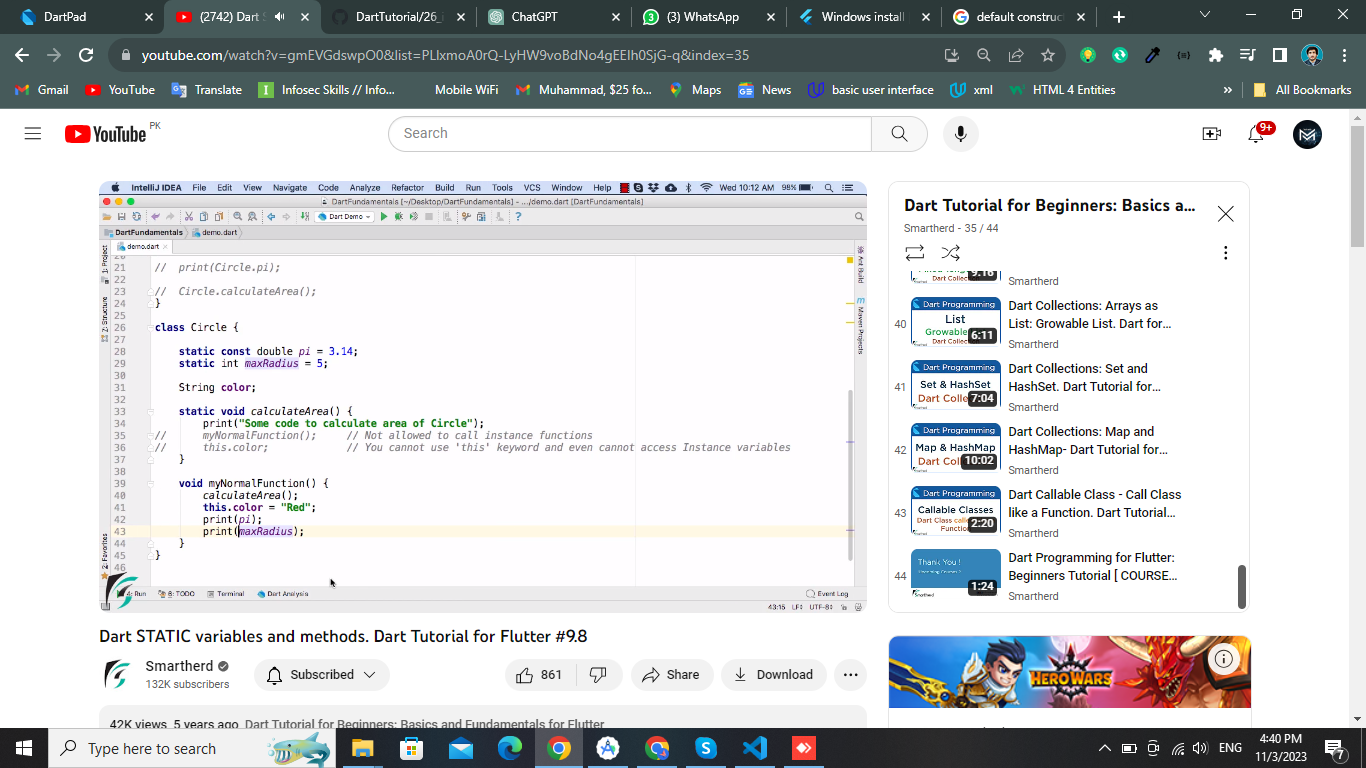 DartPad
(2742) Dart S
DartTutorial/26_
ChatGPT
(3) WhatsApp
Windows install
default construc
youtube.com/watch?v=gmEVGdswpO0&list=PLlxmoA0rQ-LyHW9voBdNo4gEEIh0SjG-q&index=35
Gmail
YouTube
Translate
Infosec Skills // Info...
Mobile WiFi
Muhammad, $25 fo...
Maps
News
basic user interface
xml
HTML 4 Entities
»
All Bookmarks
YouTube PK
Search
9+
IntelliJ IDEA File Edit View Navigate Code Analyze Refactor Build Run Tools VCS Window Help Wed 10:12 AM 98%
DartFundamentals [~/Desktop/DartFundamentals] - .../demo.dart [DartFundamentals]
Dart Demo
DartFundamentals demo.dart
demo.dart
1: Project
2: Structure
2: Favorites
Ant Build
Maven Projects
20
21 // print(Circle.pi);
22
23 // Circle.calculateArea();
24 }
25
26 class Circle {
27
28 static const double pi = 3.14;
29 static int maxRadius = 5;
30
31 String color;
32
33 static void calculateArea() {
34 print("Some code to calculate area of Circle");
35 // myNormalFunction(); // Not allowed to call instance functions
36 // this.color; // You cannot use 'this' keyword and even cannot access Instance variables
37 }
38
39 void myNormalFunction() {
40 calculateArea();
41 this.color = "Red";
42 print(pi);
43 print(maxRadius);
44 }
45 }
46
4: Run 6: TODO Terminal Dart Analysis Event Log
43:15 LF÷ UTF-8÷
Dart STATIC variables and methods. Dart Tutorial for Flutter #9.8
Smartherd
132K subscribers
Subscribed
861
Share
Download
42K views 5 years ago Dart Tutorial for Beginners: Basics and Fundamentals for Flutter
Dart Tutorial for Beginners: Basics a...
Smartherd - 35 / 44
9:16
Smartherd
40
Dart Programming
List
Growable
Dart Collec
6:11
Dart Collections: Arrays as
List: Growable List. Dart for...
Smartherd
41
Dart Programming
Set & HashSet
Dart Colle
7:04
Dart Collections: Set and
HashSet. Dart Tutorial for...
Smartherd
42
Dart Programming
Map & HashMap
Dart Coll
10:02
Dart Collections: Map and
HashMap- Dart Tutorial for...
Smartherd
43
Dart Programming
Callable Classes
Dart Class call
Functio
2:20
Dart Callable Class - Call Class
like a Function. Dart Tutorial...
Smartherd
44
Thank You !
1:24
Dart Programming for Flutter:
Beginners Tutorial [ COURSE...
Smartherd
HERO WARS
Type here to search
ENG
4:40 PM
11/3/2023
7